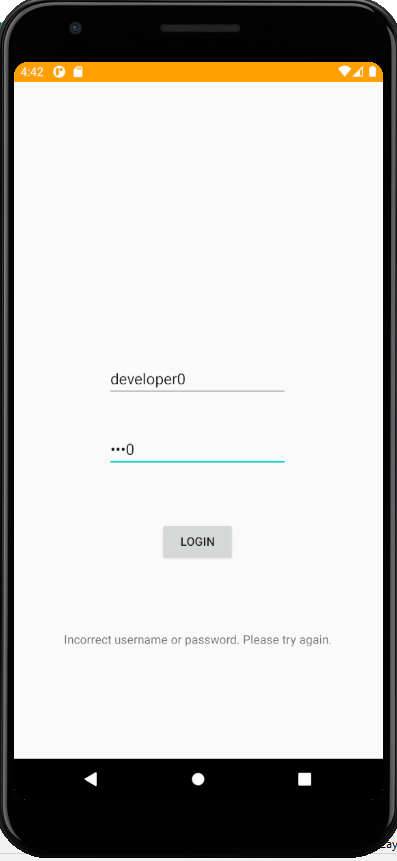 4:42
developer0
•••0
LOGIN
Incorrect username or password. Please try again.